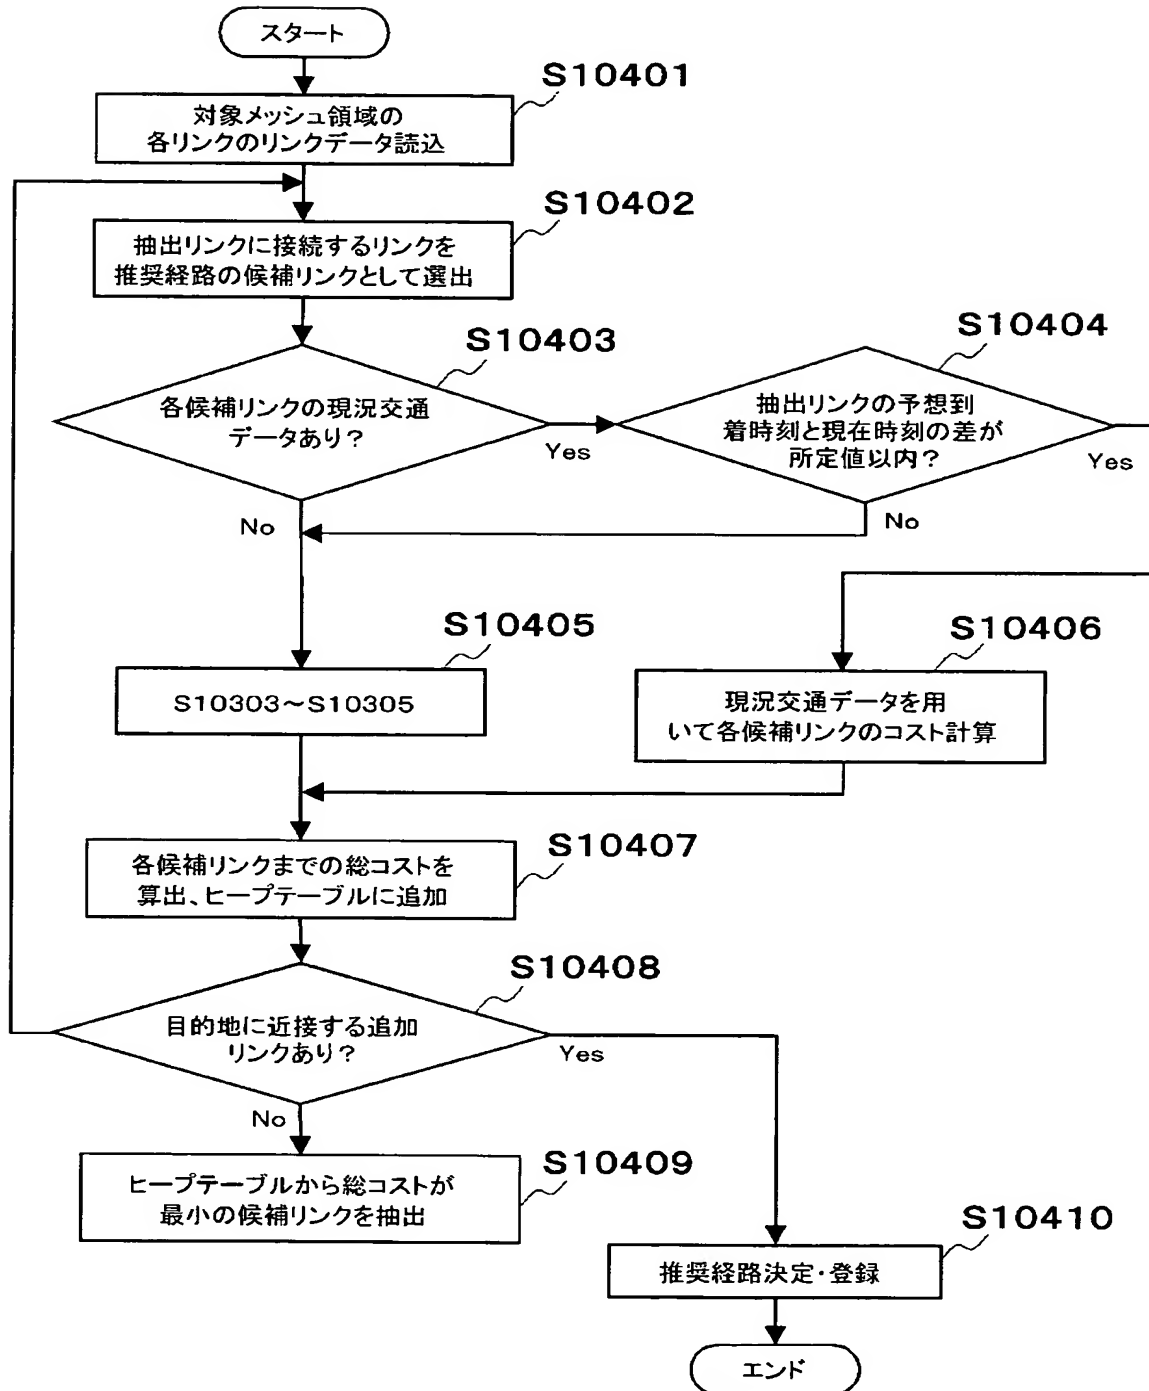 スタート
S10401
対象メッシュ領域の
各リンクのリンクデータ読込
S10402
抽出リンクに接続するリンクを
推奨経路の候補リンクとして選出
S10403
各候補リンクの現況交通
データあり?
Yes
No
S10404
抽出リンクの予想到
着時刻と現在時刻の差が
所定値以内?
Yes
No
S10405
S10303～S10305
S10406
現況交通データを用
いて各候補リンクのコスト計算
S10407
各候補リンクまでの総コストを
算出、ヒープテーブルに追加
S10408
目的地に近接する追加
リンクあり?
Yes
No
S10409
ヒープテーブルから総コストが
最小の候補リンクを抽出
S10410
推奨経路決定・登録
エンド